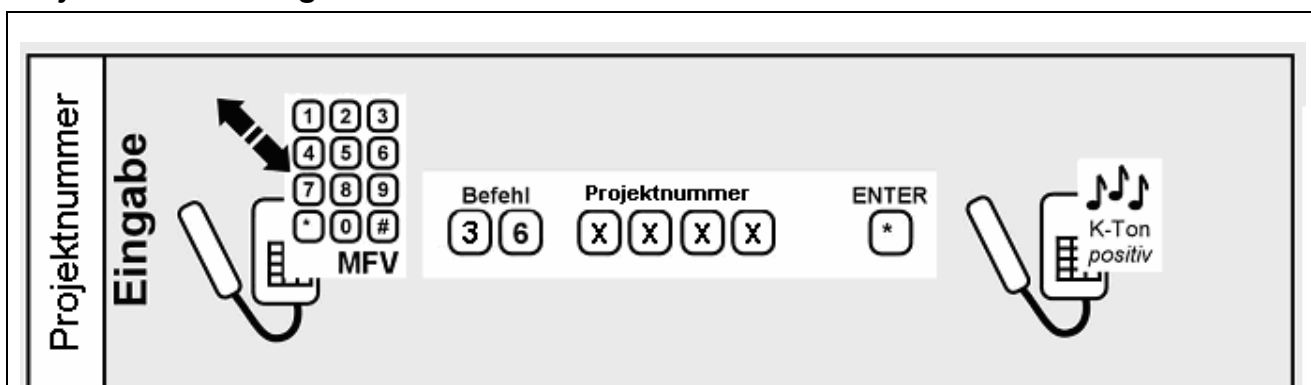 Projektnummer
Eingabe
1 2 3
4 5 6
7 8 9
* 0 #
MFV
Befehl Projektnummer ENTER
3 6 X X X X *
K-Ton
positiv